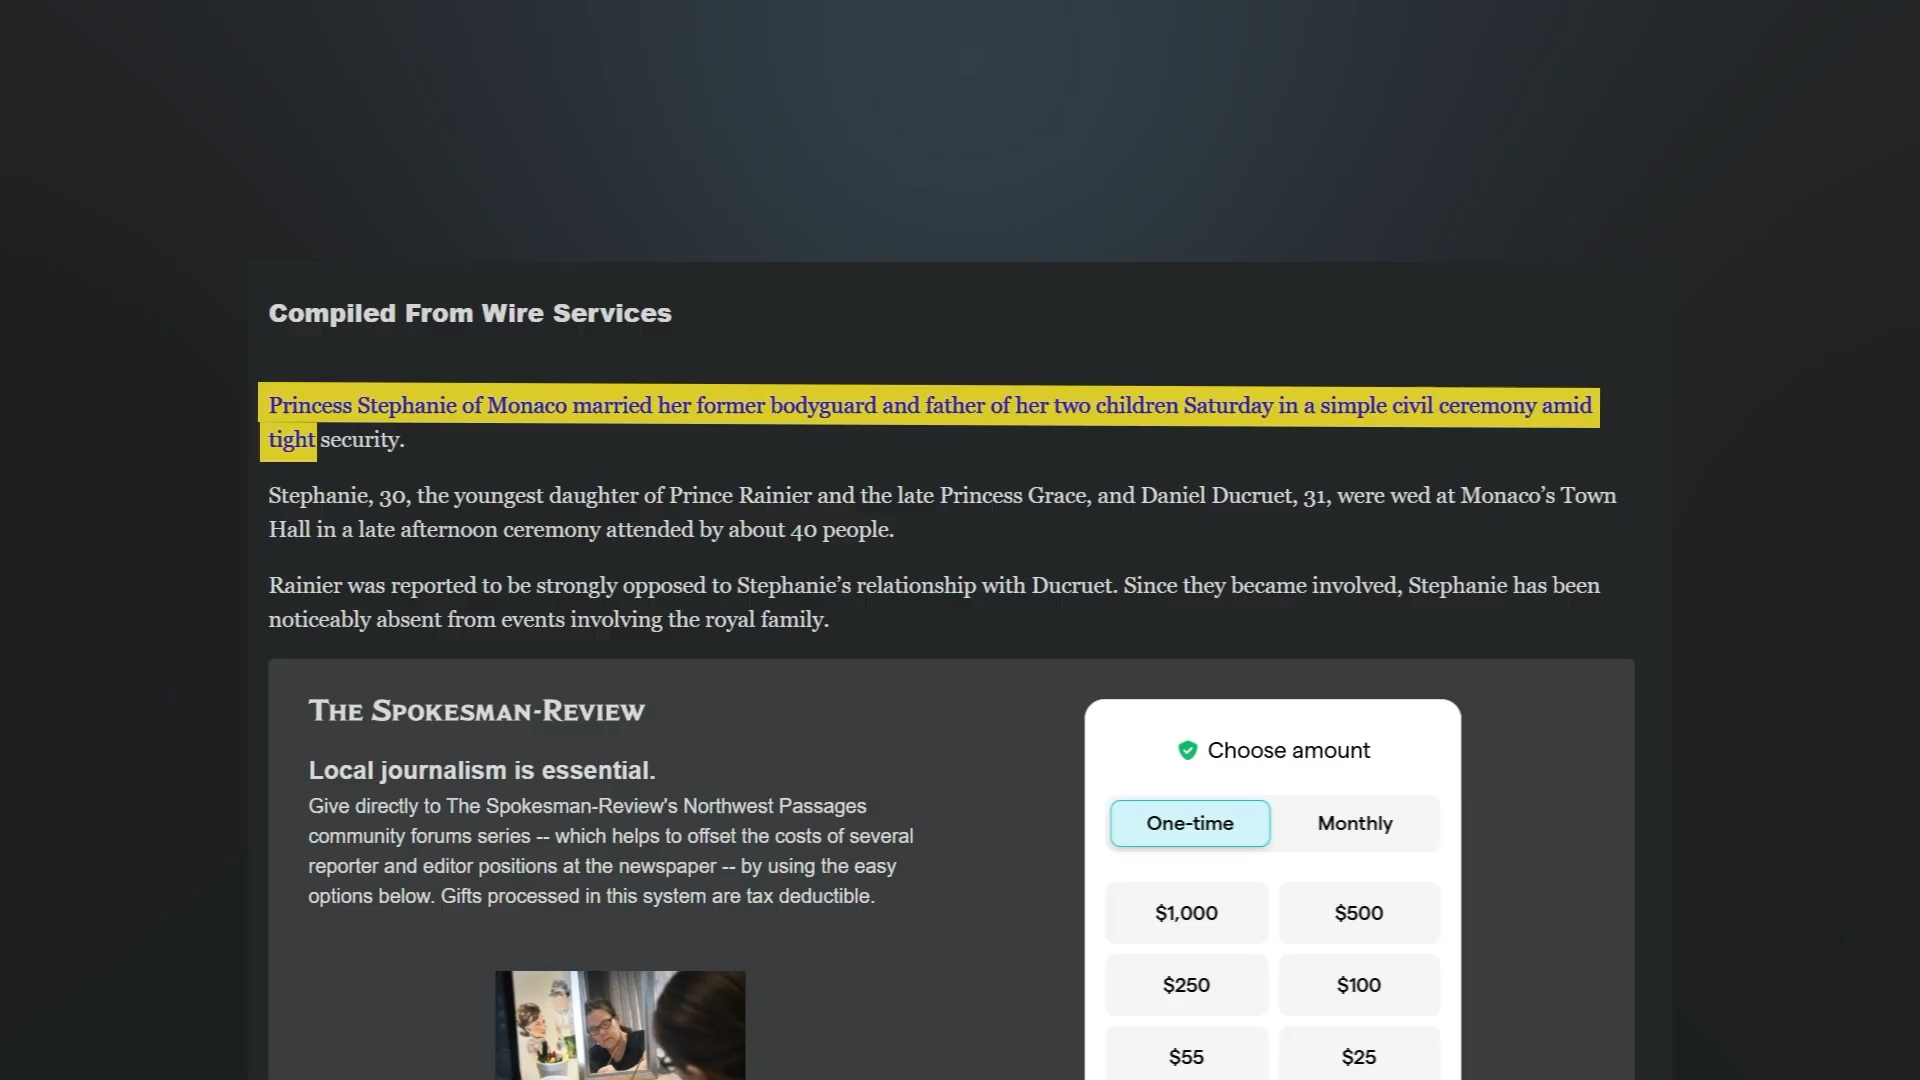 Compiled From Wire Services
Princess Stephanie of Monaco married her former bodyguard and father of her two children Saturday in a simple civil ceremony amid
tight security.
Stephanie, 30, the youngest daughter of Prince Rainier and the late Princess Grace, and Daniel Ducruet, 31, were wed at Monaco’s Town
Hall in a late afternoon ceremony attended by about 40 people.
Rainier was reported to be strongly opposed to Stephanie’s relationship with Ducruet. Since they became involved, Stephanie has been
noticeably absent from events involving the royal family.
THE SPOKESMAN-REVIEW
Local journalism is essential.
Give directly to The Spokesman-Review's Northwest Passages
community forums series -- which helps to offset the costs of several
reporter and editor positions at the newspaper -- by using the easy
options below. Gifts processed in this system are tax deductible.
Choose amount
One-time Monthly
$1,000 $500
$250 $100
$55 $25